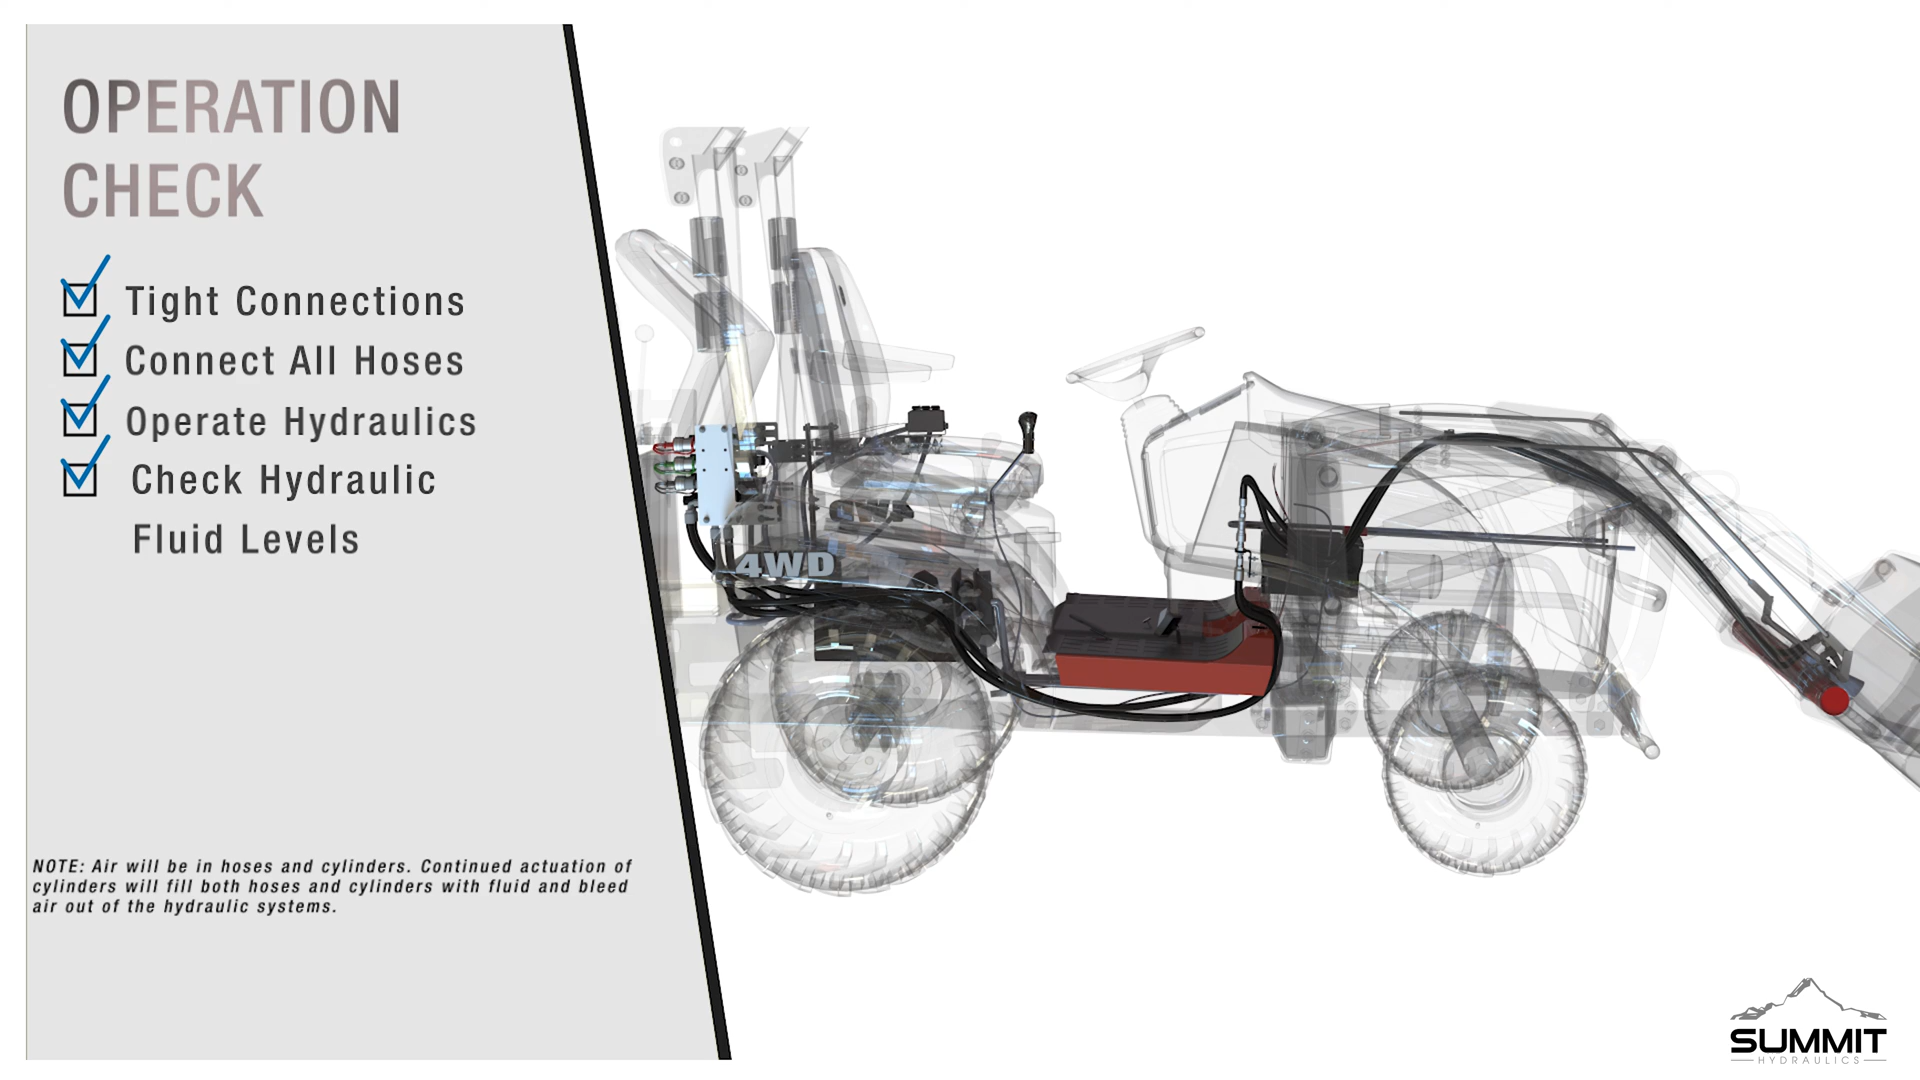 OPERATION
CHECK
Tight Connections
Connect All Hoses
Operate Hydraulics
Check Hydraulic
Fluid Levels
NOTE: Air will be in hoses and cylinders. Continued actuation of
cylinders will fill both hoses and cylinders with fluid and bleed
air out of the hydraulic systems.
4WD
SUMMIT
HYDRAULICS